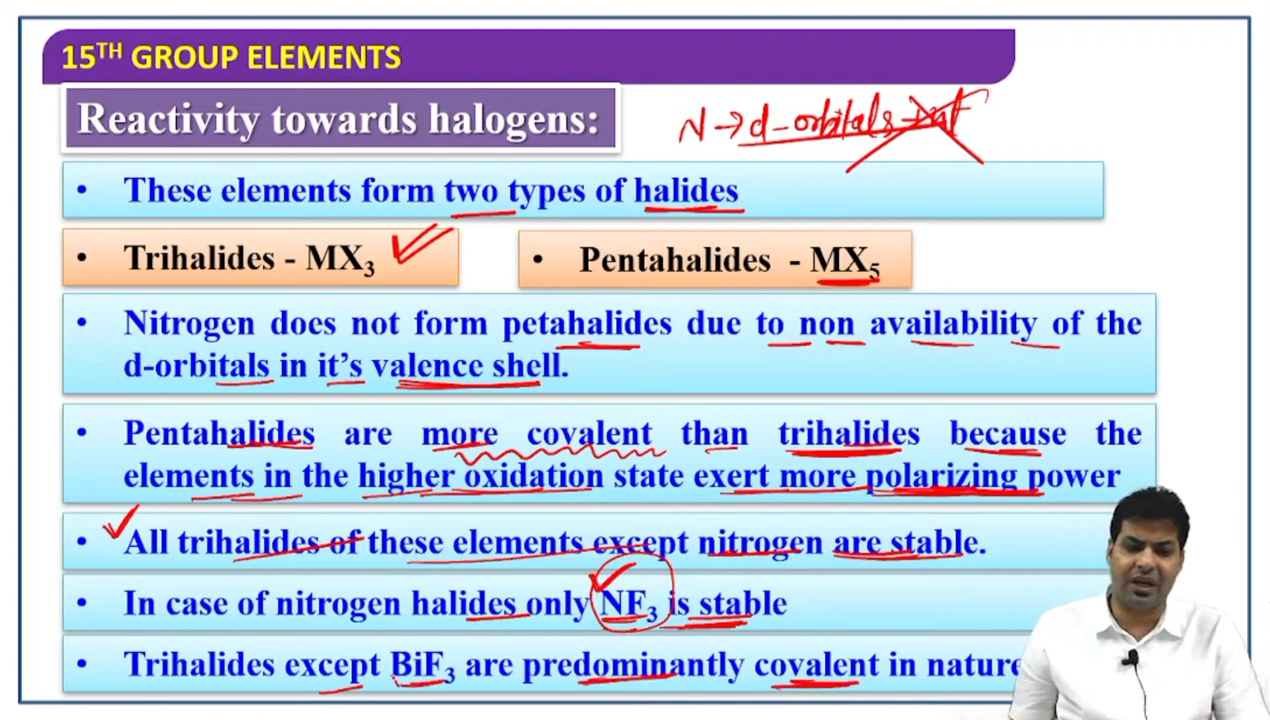 15TH GROUP ELEMENTS
Reactivity towards halogens:
N→d-orbitals
• These elements form two types of halides
• Trihalides - MX₃
• Pentahalides - MX₅
• Nitrogen does not form petahalides due to non availability of the
d-orbitals in it's valence shell.
• Pentahalides are more covalent than trihalides because the
elements in the higher oxidation state exert more polarizing power
• All trihalides of these elements except nitrogen are stable.
• In case of nitrogen halides only NF₃ is stable
• Trihalides except BiF₃ are predominantly covalent in nature